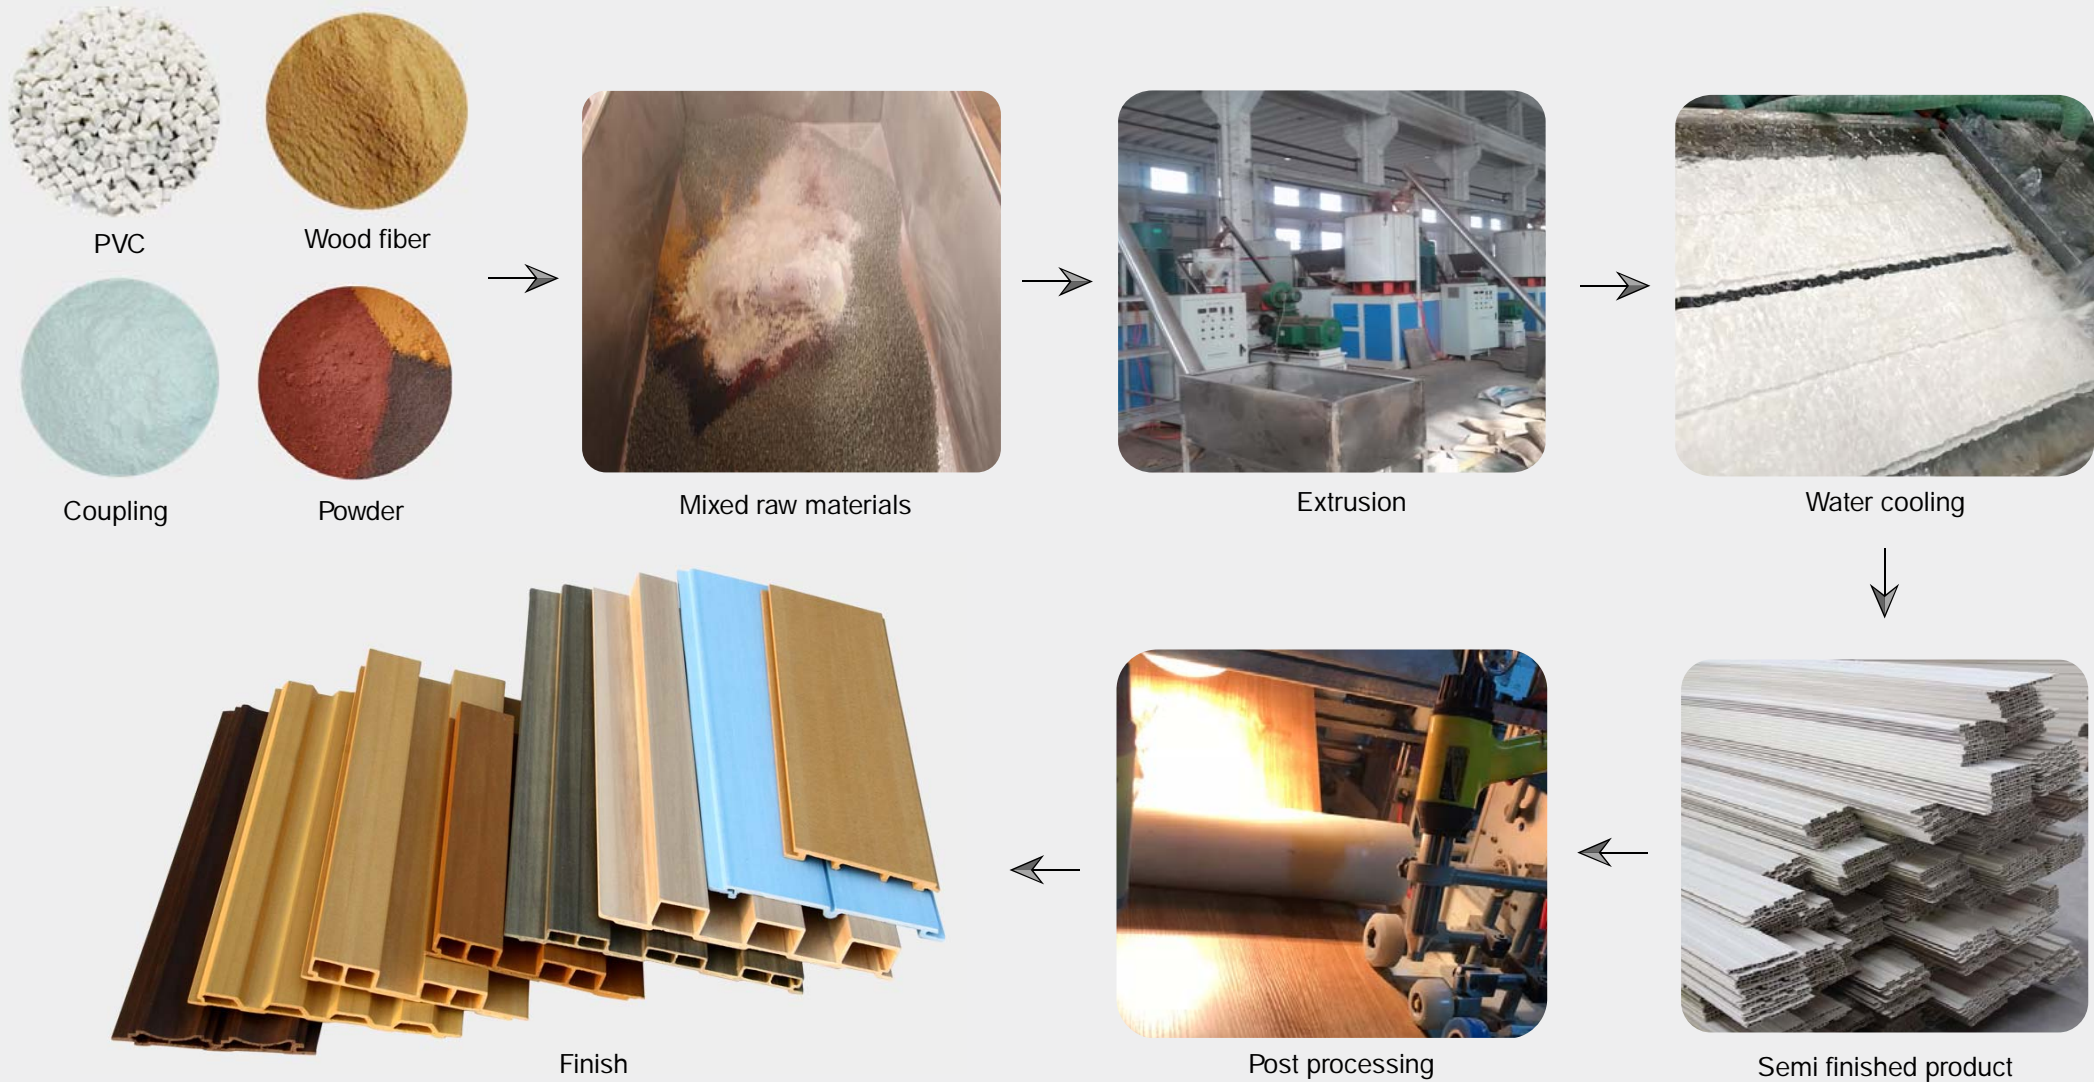 PVC
Wood fiber
Coupling
Powder
Mixed raw materials
Extrusion
Water cooling
Finish
Post processing
Semi finished product